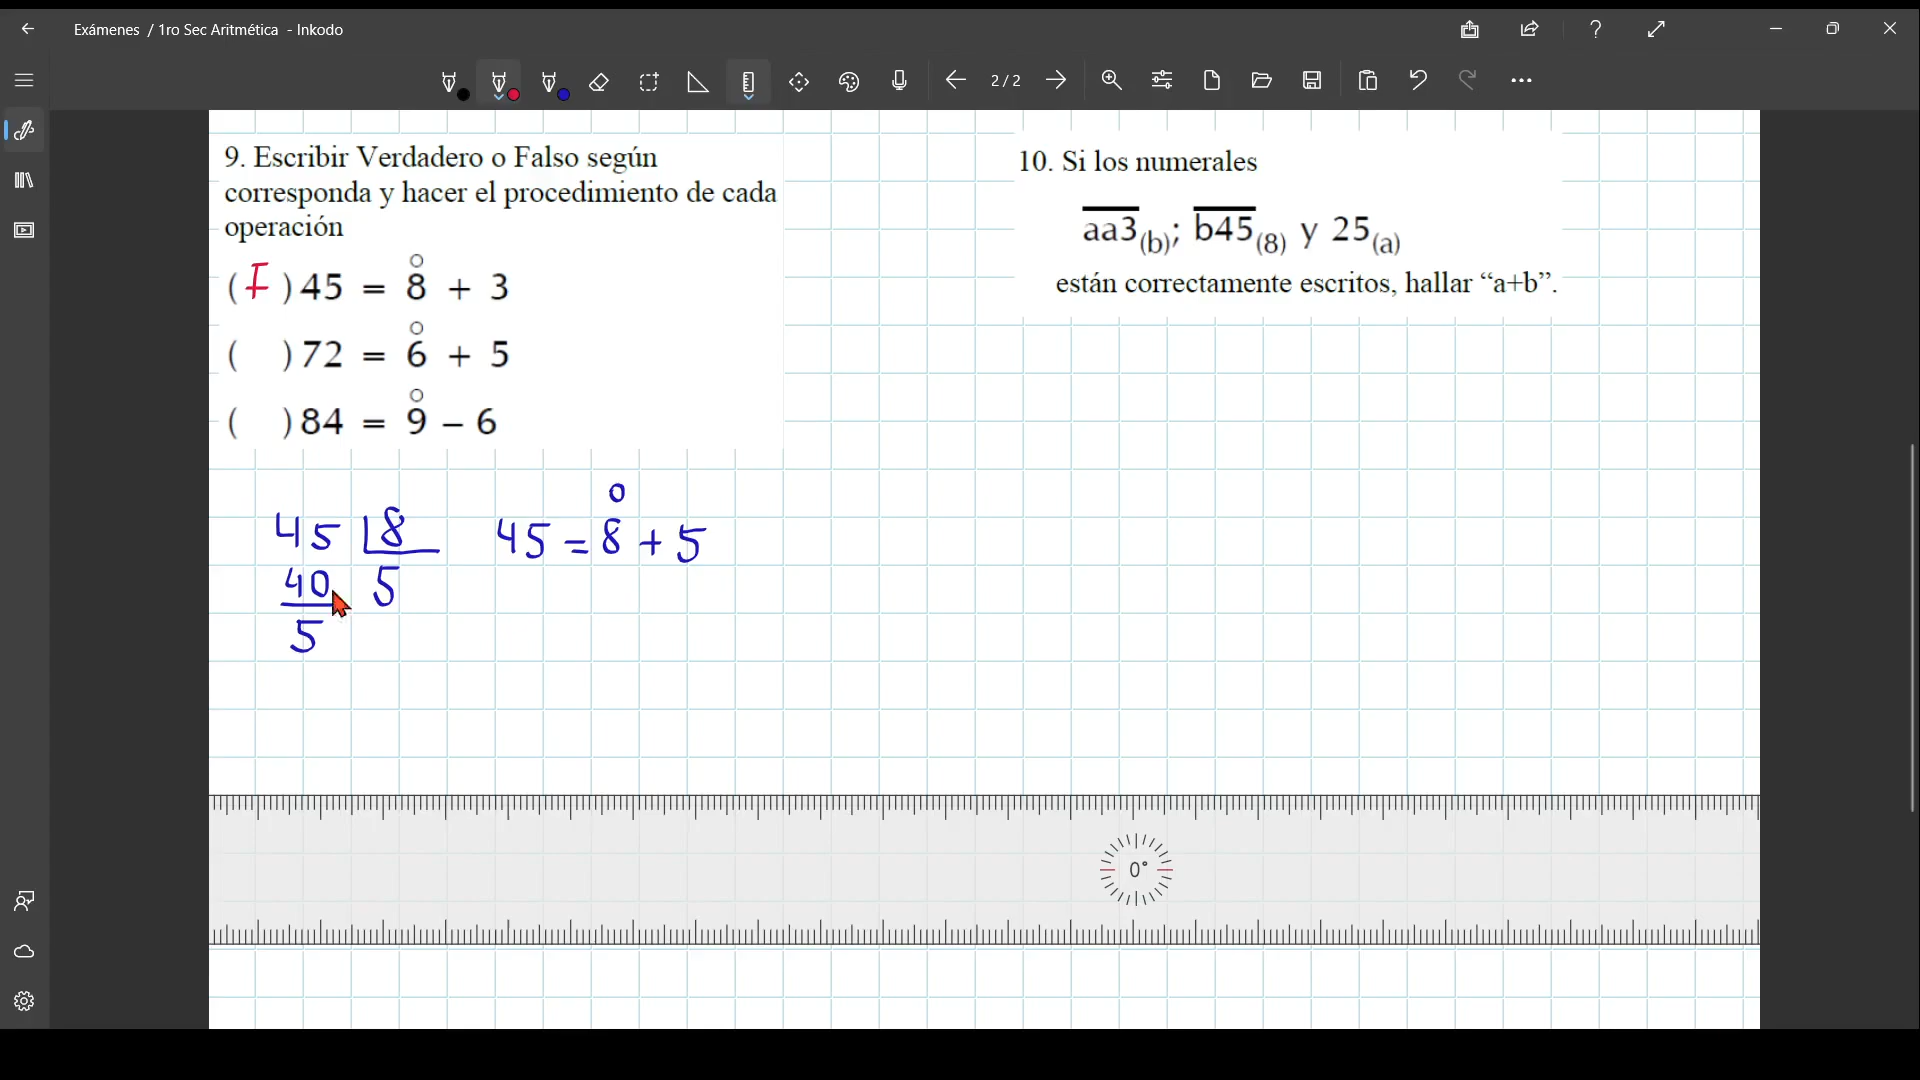 Exámenes / 1ro Sec Aritmética - Inkodo
2/2
9. Escribir Verdadero o Falso según
corresponda y hacer el procedimiento de cada
operación
( F ) 45 = 8̊ + 3
( ) 72 = 6̊ + 5
( ) 84 = 9̊ – 6
45 |8
40 5
5
45 = 8̊ + 5
10. Si los numerales
aa3(b); b45(8) y 25(a)
están correctamente escritos, hallar “a+b”.
0°